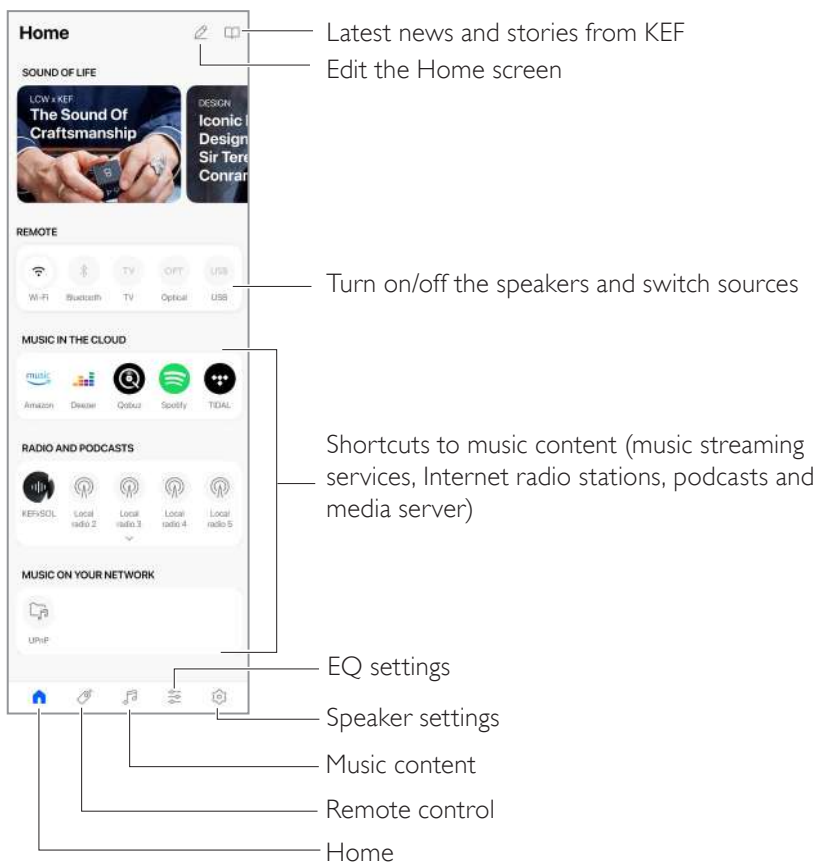 Home
Latest news and stories from KEF
Edit the Home screen
SOUND OF LIFE
LCW x KEF
The Sound Of
Craftsmanship
DESIGN
Iconic
Design
Sir Tere
Conran
REMOTE
TV OPT USB
Wi-Fi Bluetooth TV Optical USB
Turn on/off the speakers and switch sources
MUSIC IN THE CLOUD
music
Amazon Deezer Qobuz Spotify TIDAL
RADIO AND PODCASTS
KEFxSOL Local Local Local Local
radio 2 radio 3 radio 4 radio 5
Shortcuts to music content (music streaming
services, Internet radio stations, podcasts and
media server)
MUSIC ON YOUR NETWORK
UPnP
EQ settings
Speaker settings
Music content
Remote control
Home